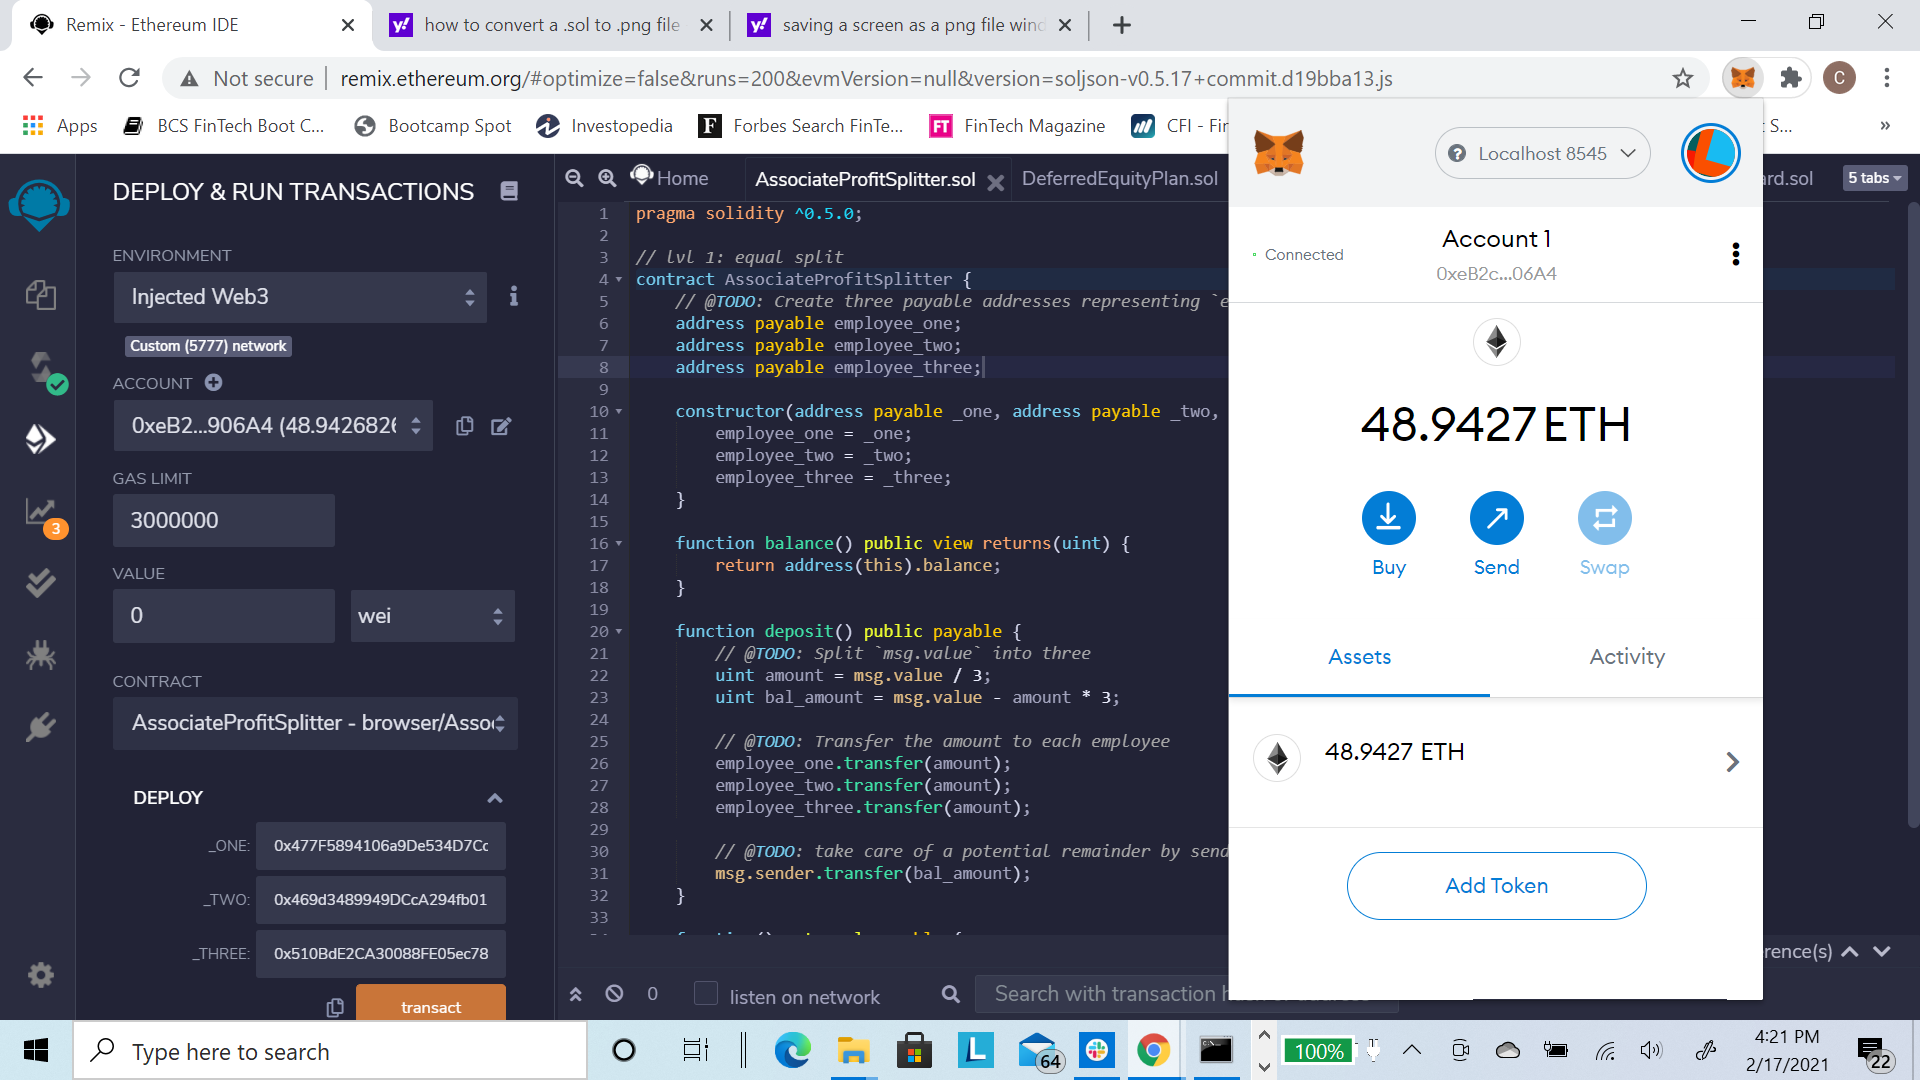 Remix - Ethereum IDE
how to convert a .sol to .png file
saving a screen as a png file wind
Not secure
remix.ethereum.org/#optimize=false&runs=200&evmVersion=null&version=soljson-v0.5.17+commit.d19bba13.js
C
Apps
BCS FinTech Boot C...
Bootcamp Spot
Investopedia
F
Forbes Search FinTe...
FT
FinTech Magazine
CFI - Fin
S...
»
DEPLOY & RUN TRANSACTIONS
ENVIRONMENT
Injected Web3
i
Custom (5777) network
ACCOUNT
0xeB2...906A4 (48.9426826
GAS LIMIT
3000000
3
VALUE
0
wei
CONTRACT
AssociateProfitSplitter - browser/Assoc
DEPLOY
_ONE:
0x477F5894106a9De534D7Cc
_TWO:
0x469d3489949DCcA294fb01
_THREE:
0x510BdE2CA30088FE05ec78
transact
Home
AssociateProfitSplitter.sol
DeferredEquityPlan.sol
ard.sol
5 tabs
1 pragma solidity ^0.5.0;
2
3 // lvl 1: equal split
4 contract AssociateProfitSplitter {
5 // @TODO: Create three payable addresses representing `e
6 address payable employee_one;
7 address payable employee_two;
8 address payable employee_three;
9
10 constructor(address payable _one, address payable _two,
11 employee_one = _one;
12 employee_two = _two;
13 employee_three = _three;
14 }
15
16 function balance() public view returns(uint) {
17 return address(this).balance;
18 }
19
20 function deposit() public payable {
21 // @TODO: Split `msg.value` into three
22 uint amount = msg.value / 3;
23 uint bal_amount = msg.value - amount * 3;
24
25 // @TODO: Transfer the amount to each employee
26 employee_one.transfer(amount);
27 employee_two.transfer(amount);
28 employee_three.transfer(amount);
29
30 // @TODO: take care of a potential remainder by send
31 msg.sender.transfer(bal_amount);
32 }
33
0
listen on network
Search with transaction
rence(s)
Localhost 8545
Connected
Account 1
0xeB2c...06A4
48.9427 ETH
Buy
Send
Swap
Assets
Activity
48.9427 ETH
Add Token
Type here to search
L
64
100%
4:21 PM
2/17/2021
22